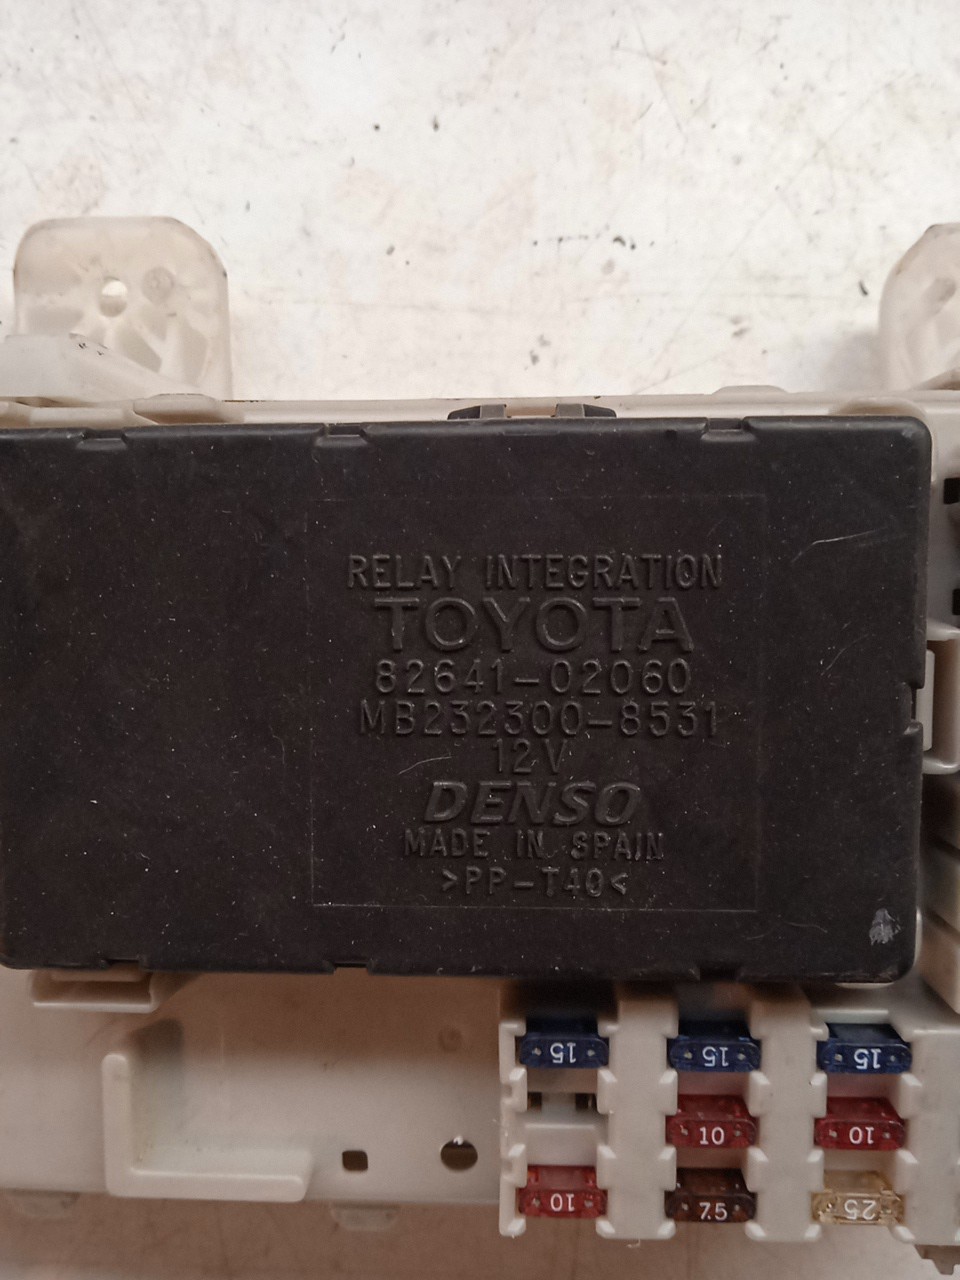 RELAY INTEGRATION
TOYOTA
82641-02060
MB232300-8531
12V
DENSO
MADE IN SPAIN
>PP-T40<
15 15 15
10 10
10 7.5 25